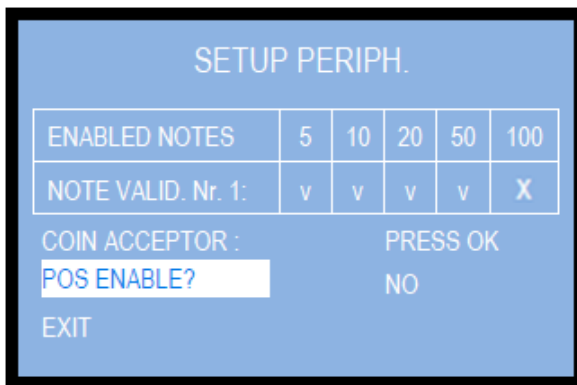 SETUP PERIPH.
ENABLED NOTES 5 10 20 50 100
NOTE VALID. Nr. 1: v v v v X
COIN ACCEPTOR : PRESS OK
POS ENABLE? NO
EXIT